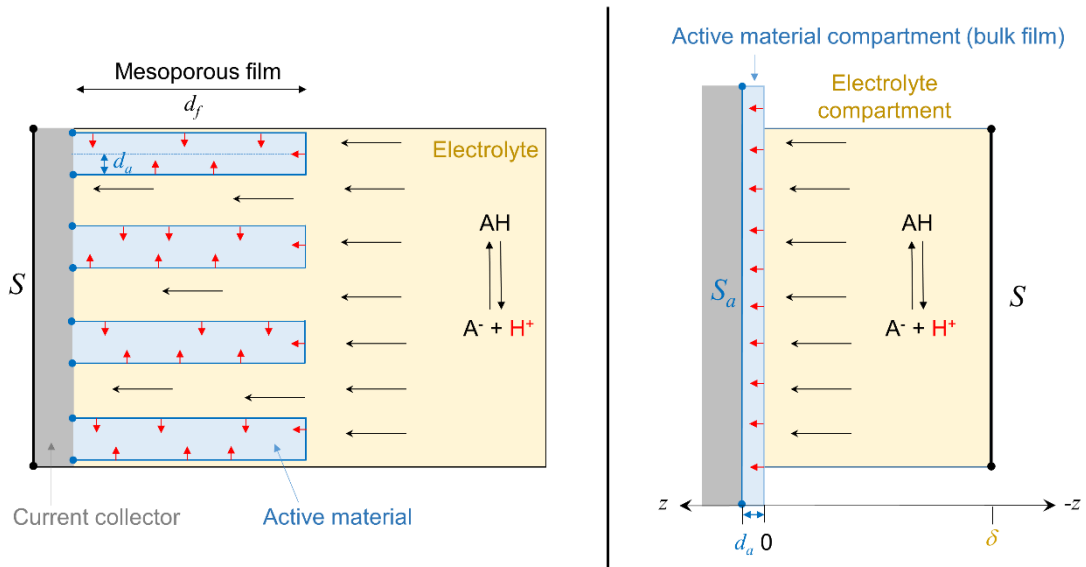 Mesoporous film
d_f
d_a
Electrolyte
S
AH
A⁻ + H⁺
Current collector
Active material
Active material compartment (bulk film)
Electrolyte
compartment
AH
S_a
S
A⁻ + H⁺
z
-z
d_a 0
δ